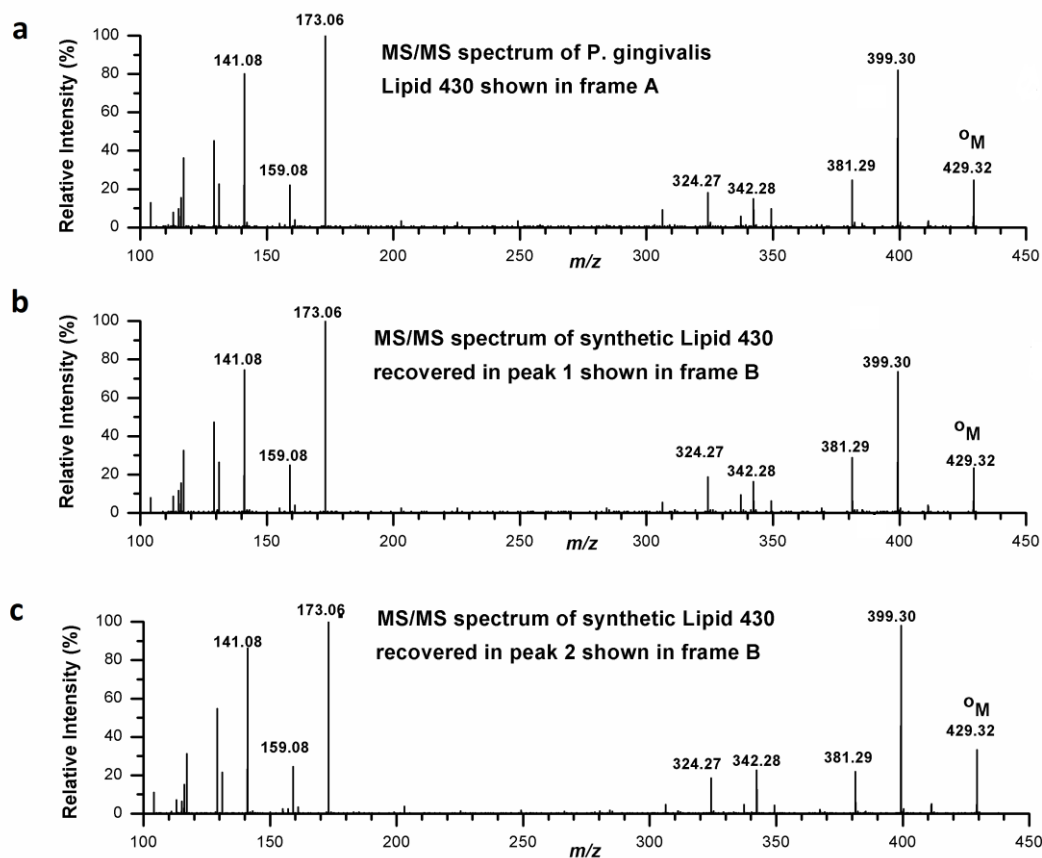 a
Relative Intensity (%)
100
80
60
40
20
0
173.06
141.08
159.08
MS/MS spectrum of P. gingivalis
Lipid 430 shown in frame A
399.30
OM
429.32
381.29
324.27
342.28
100 150 200 250 300 350 400 450
m/z
b
Relative Intensity (%)
100
80
60
40
20
0
173.06
141.08
159.08
MS/MS spectrum of synthetic Lipid 430
recovered in peak 1 shown in frame B
399.30
OM
429.32
381.29
324.27
342.28
100 150 200 250 300 350 400 450
m/z
c
Relative Intensity (%)
100
80
60
40
20
0
173.06
141.08
159.08
MS/MS spectrum of synthetic Lipid 430
recovered in peak 2 shown in frame B
399.30
OM
429.32
381.29
324.27
342.28
100 150 200 250 300 350 400 450
m/z